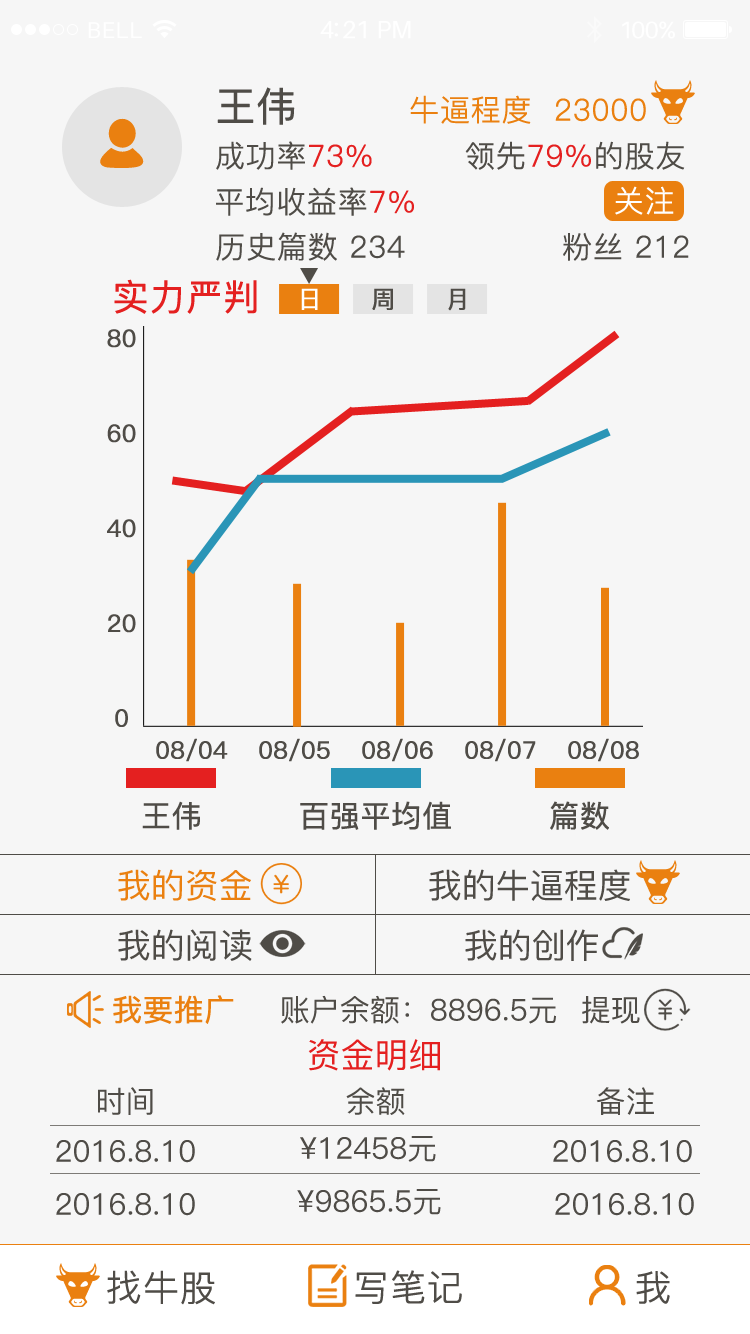 BELL 4:21 PM 100%
王伟 牛逼程度 23000
成功率73% 领先79%的股友
平均收益率7% 关注
历史篇数 234 粉丝 212
实力严判 日 周 月
80
60
40
20
0
08/04 08/05 08/06 08/07 08/08
王伟 百强平均值 篇数
我的资金 ¥ 我的牛逼程度
我的阅读 我的创作
我要推广 账户余额：8896.5元 提现 ¥
资金明细
时间 余额 备注
2016.8.10 ¥12458元 2016.8.10
2016.8.10 ¥9865.5元 2016.8.10
找牛股 写笔记 我